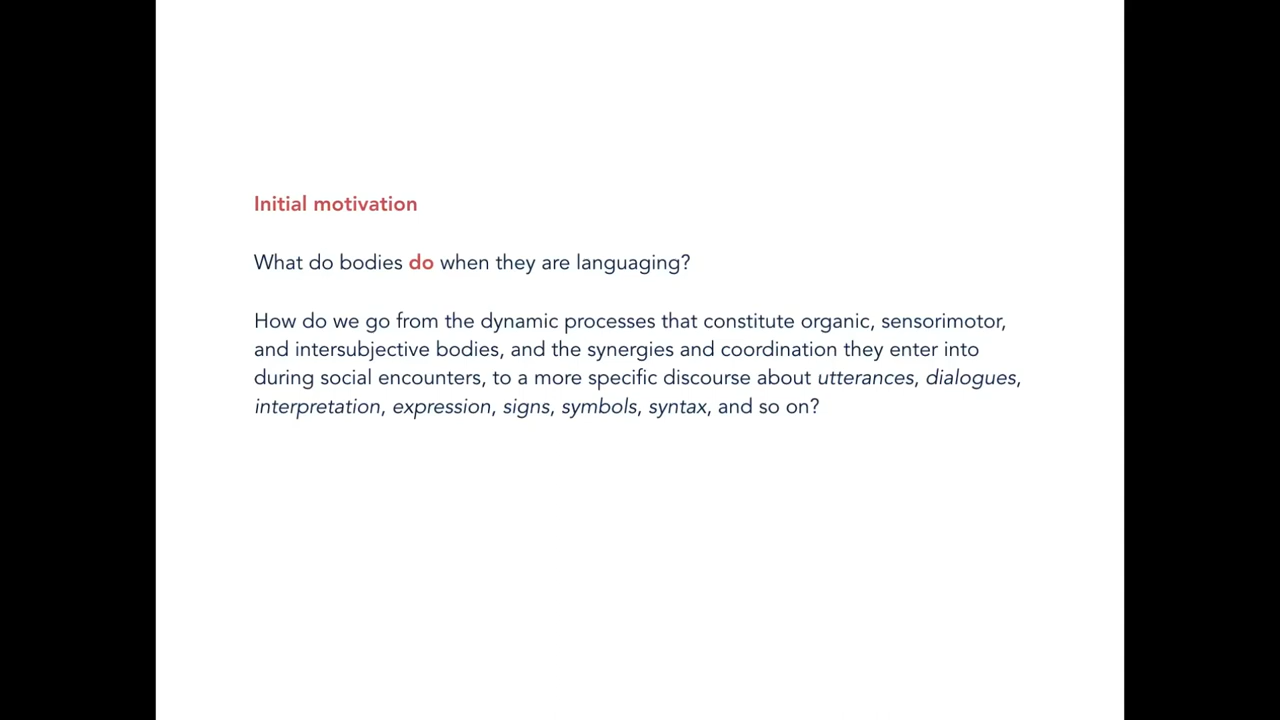 Initial motivation
What do bodies do when they are languaging?
How do we go from the dynamic processes that constitute organic, sensorimotor,
and intersubjective bodies, and the synergies and coordination they enter into
during social encounters, to a more specific discourse about utterances, dialogues,
interpretation, expression, signs, symbols, syntax, and so on?